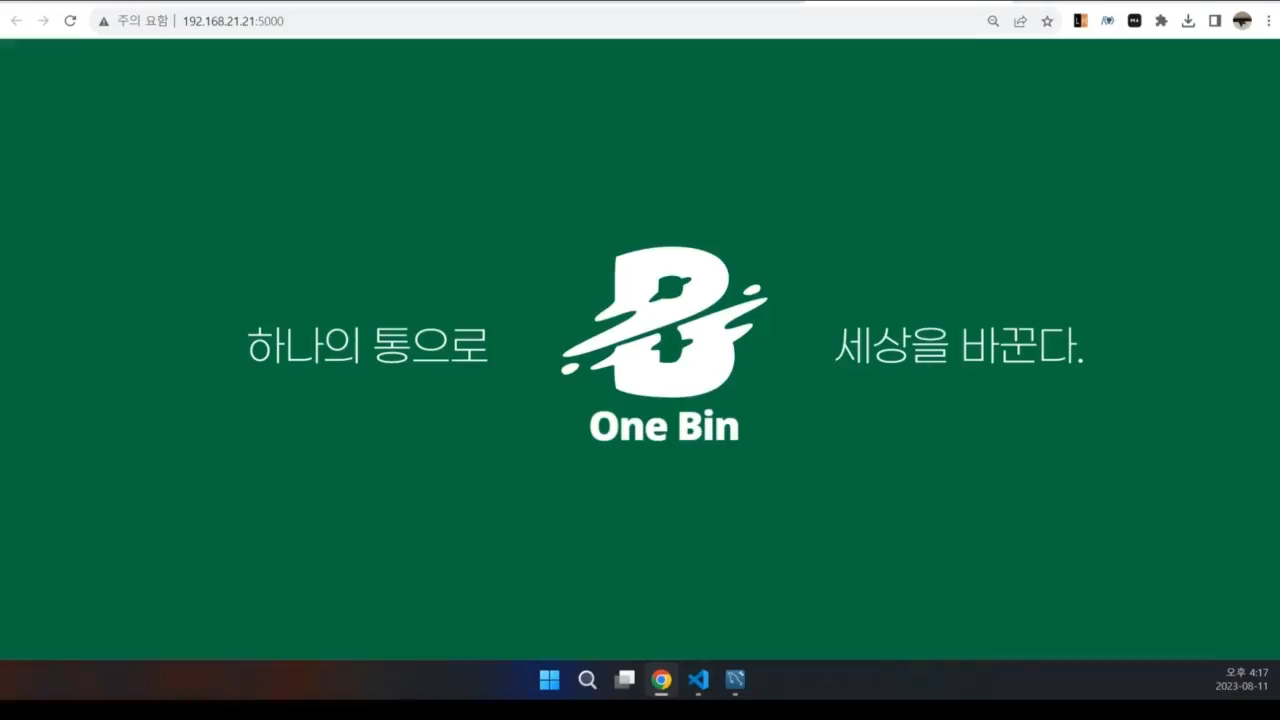 주의 요함 192.168.21.21:5000
하나의 통으로
세상을 바꾼다.
One Bin
오후 4:17
2023-08-11